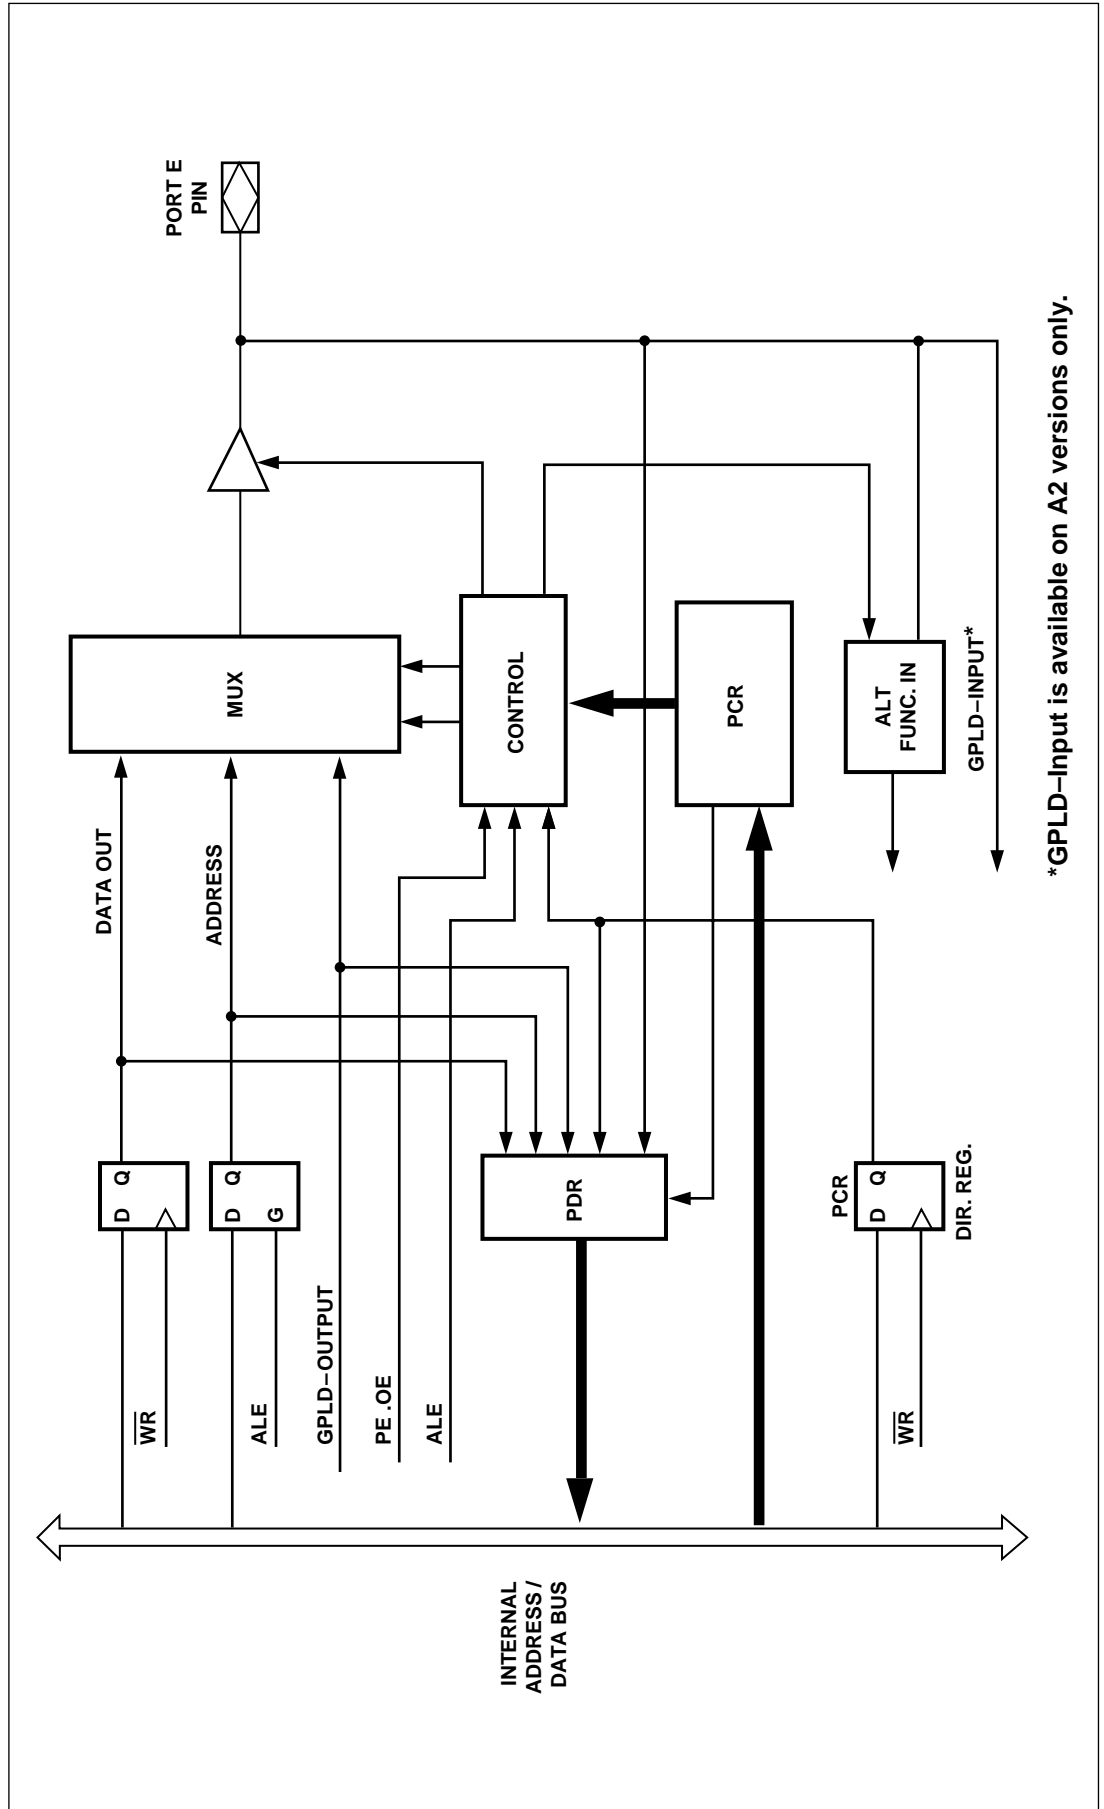 PORT E
PIN
DATA OUT
MUX
ADDRESS
D Q
WR
D Q
G
ALE
GPLD–OUTPUT
PE .OE
ALE
CONTROL
INTERNAL
ADDRESS /
DATA BUS
PDR
PCR
PCR
D Q
DIR. REG.
WR
ALT
FUNC. IN
GPLD–INPUT*
*GPLD–Input is available on A2 versions only.